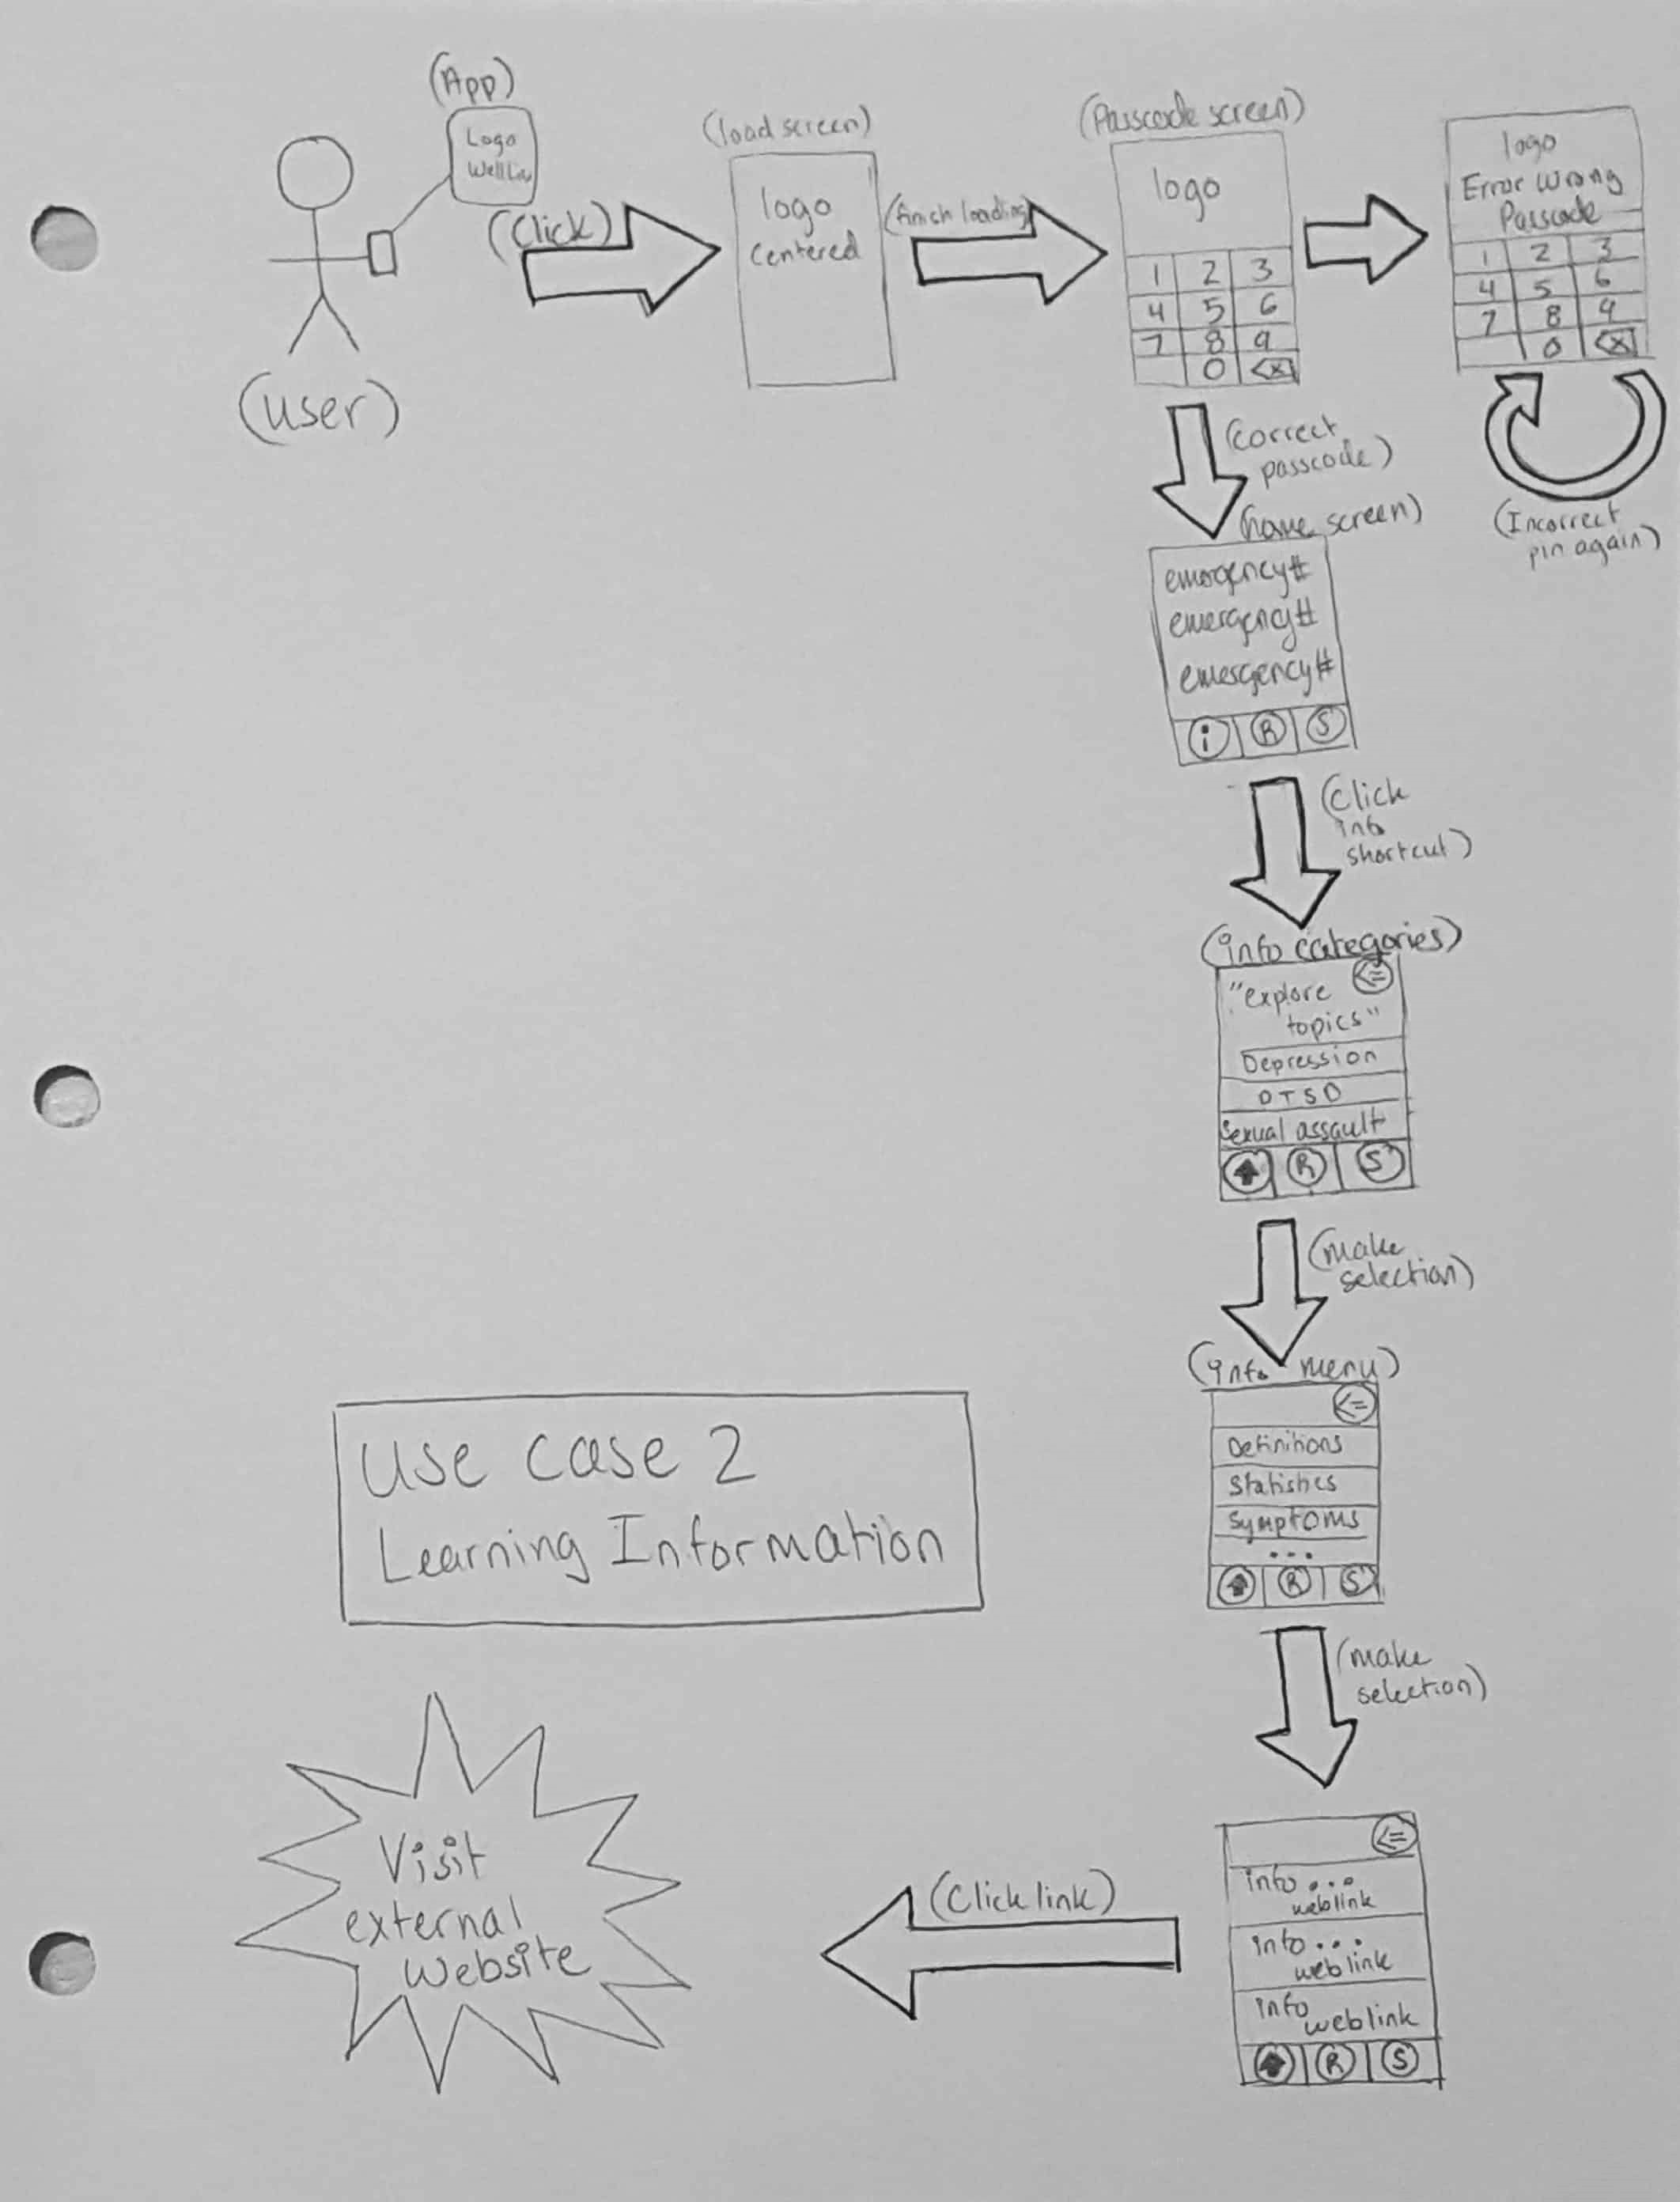 (App)
Logo
(user)
(Click)
(load screen)
logo
Centered
(finish loading)
(Passcode screen)
logo
1 2 3
4 5 6
7 8 9
0 <x
logo
Error Wrong
Passcode
1 2 3
4 5 6
7 8 9
0 <x
(Incorrect
pin again)
(correct
passcode)
(home screen)
emergency#
emergency#
emergency#
i R S
(Click
info
shortcut)
(info categories)
<=
"explore
topics"
Depression
PTSD
Sexual assault
R S
(make
selection)
(info menu)
<=
Definitions
Statistics
Symptoms
...
R S
(make
selection)
<=
info...
weblink
info...
weblink
info
weblink
R S
(Click link)
Visit
external
website
Use Case 2
Learning Information